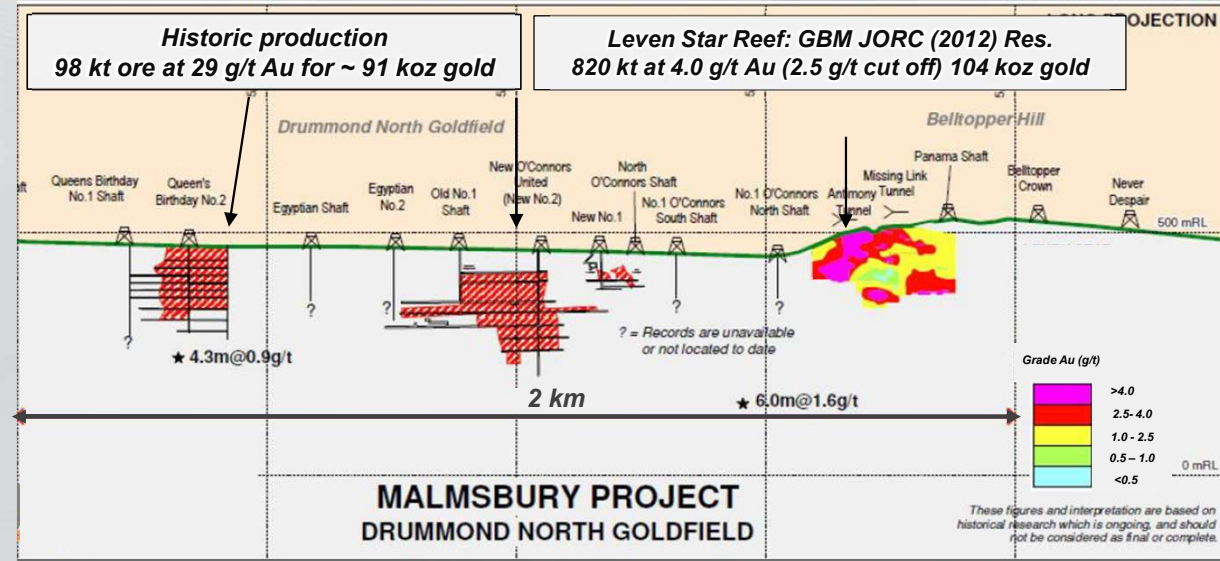 LONG PROJECTION
Historic production
98 kt ore at 29 g/t Au for ~ 91 koz gold
Leven Star Reef: GBM JORC (2012) Res.
820 kt at 4.0 g/t Au (2.5 g/t cut off) 104 koz gold
Drummond North Goldfield
Belltopper Hill
Queens Birthday
No.1 Shaft
Queen's
Birthday No.2
Egyptian Shaft
Egyptian
No.2
Old No.1
Shaft
New O'Connors
United
(New No.2)
New No.1
North
O'Connors Shaft
No.1 O'Connors
South Shaft
No.1 O'Connors
North Shaft
Antimony
Tunnel
Missing Link
Tunnel
Panama Shaft
Belltopper
Crown
Never
Despair
500 mRL
?
?
?
?
?
? = Records are unavailable
or not located to date
★ 4.3m@0.9g/t
2 km
★ 6.0m@1.6g/t
Grade Au (g/t)
>4.0
2.5- 4.0
1.0 - 2.5
0.5 – 1.0
<0.5
0 mRL
MALMSBURY PROJECT
DRUMMOND NORTH GOLDFIELD
These figures and interpretation are based on
historical research which is ongoing, and should
not be considered as final or complete.